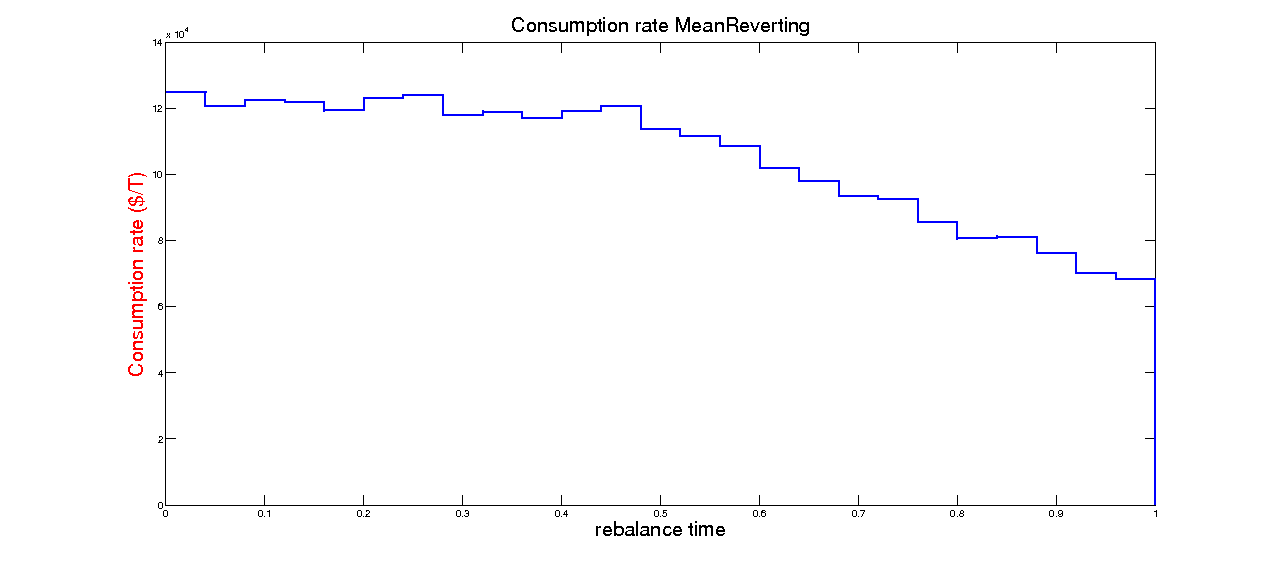 Consumption rate MeanReverting
x 10^4
14
12
10
8
6
4
2
0
Consumption rate ($/T)
0 0.1 0.2 0.3 0.4 0.5 0.6 0.7 0.8 0.9 1
rebalance time